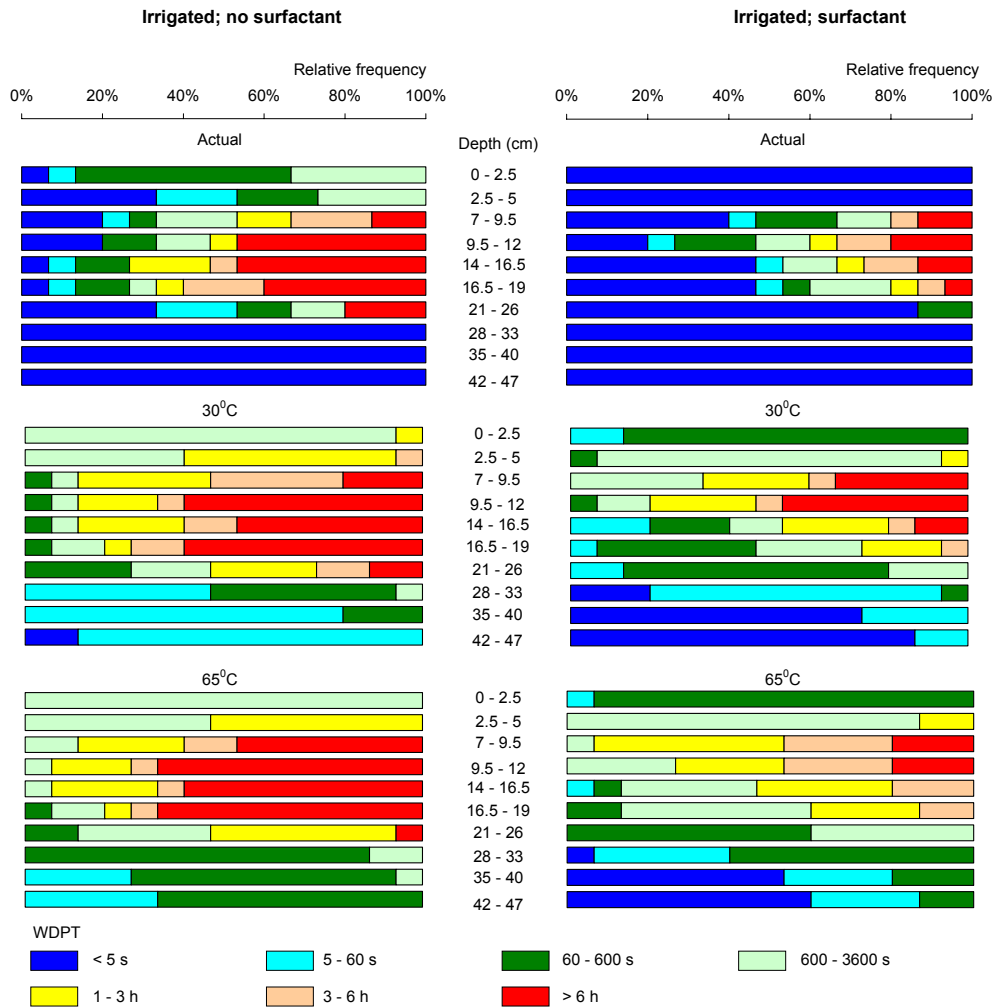 Irrigated; no surfactant
Irrigated; surfactant
Relative frequency
Relative frequency
0% 20% 40% 60% 80% 100%
0% 20% 40% 60% 80% 100%
Actual
Depth (cm)
Actual
0 - 2.5
2.5 - 5
7 - 9.5
9.5 - 12
14 - 16.5
16.5 - 19
21 - 26
28 - 33
35 - 40
42 - 47
30⁰C
30⁰C
0 - 2.5
2.5 - 5
7 - 9.5
9.5 - 12
14 - 16.5
16.5 - 19
21 - 26
28 - 33
35 - 40
42 - 47
65⁰C
65⁰C
0 - 2.5
2.5 - 5
7 - 9.5
9.5 - 12
14 - 16.5
16.5 - 19
21 - 26
28 - 33
35 - 40
42 - 47
WDPT
< 5 s
5 - 60 s
60 - 600 s
600 - 3600 s
1 - 3 h
3 - 6 h
> 6 h